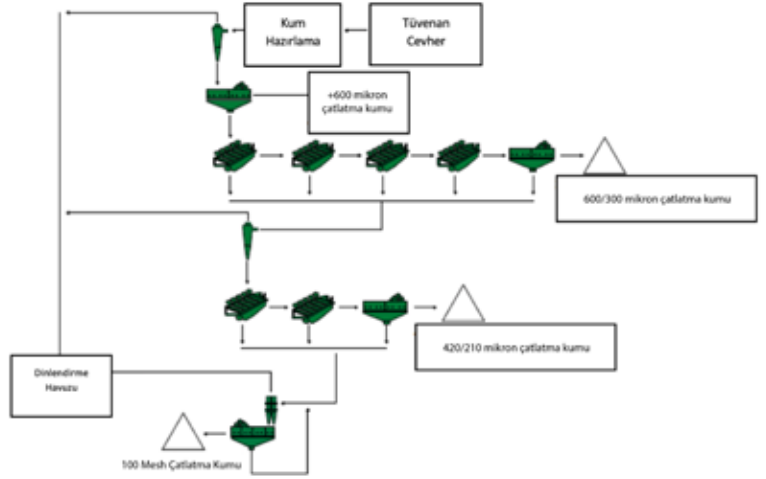 Kum
Hazırlama
Tüvenan
Cevher
+600 mikron
çatlatma kumu
600/300 mikron çatlatma kumu
420/210 mikron çatlatma kumu
Dinlendirme
Havuzu
100 Mesh Çatlatma Kumu